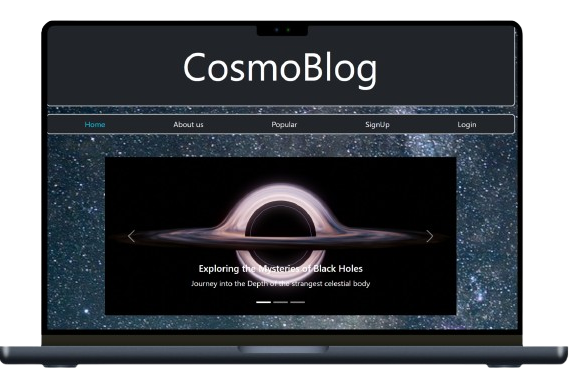 CosmoBlog
Home About us Popular SignUp Login
Exploring the Mysteries of Black Holes
Journey into the Depth of the strangest celestial body